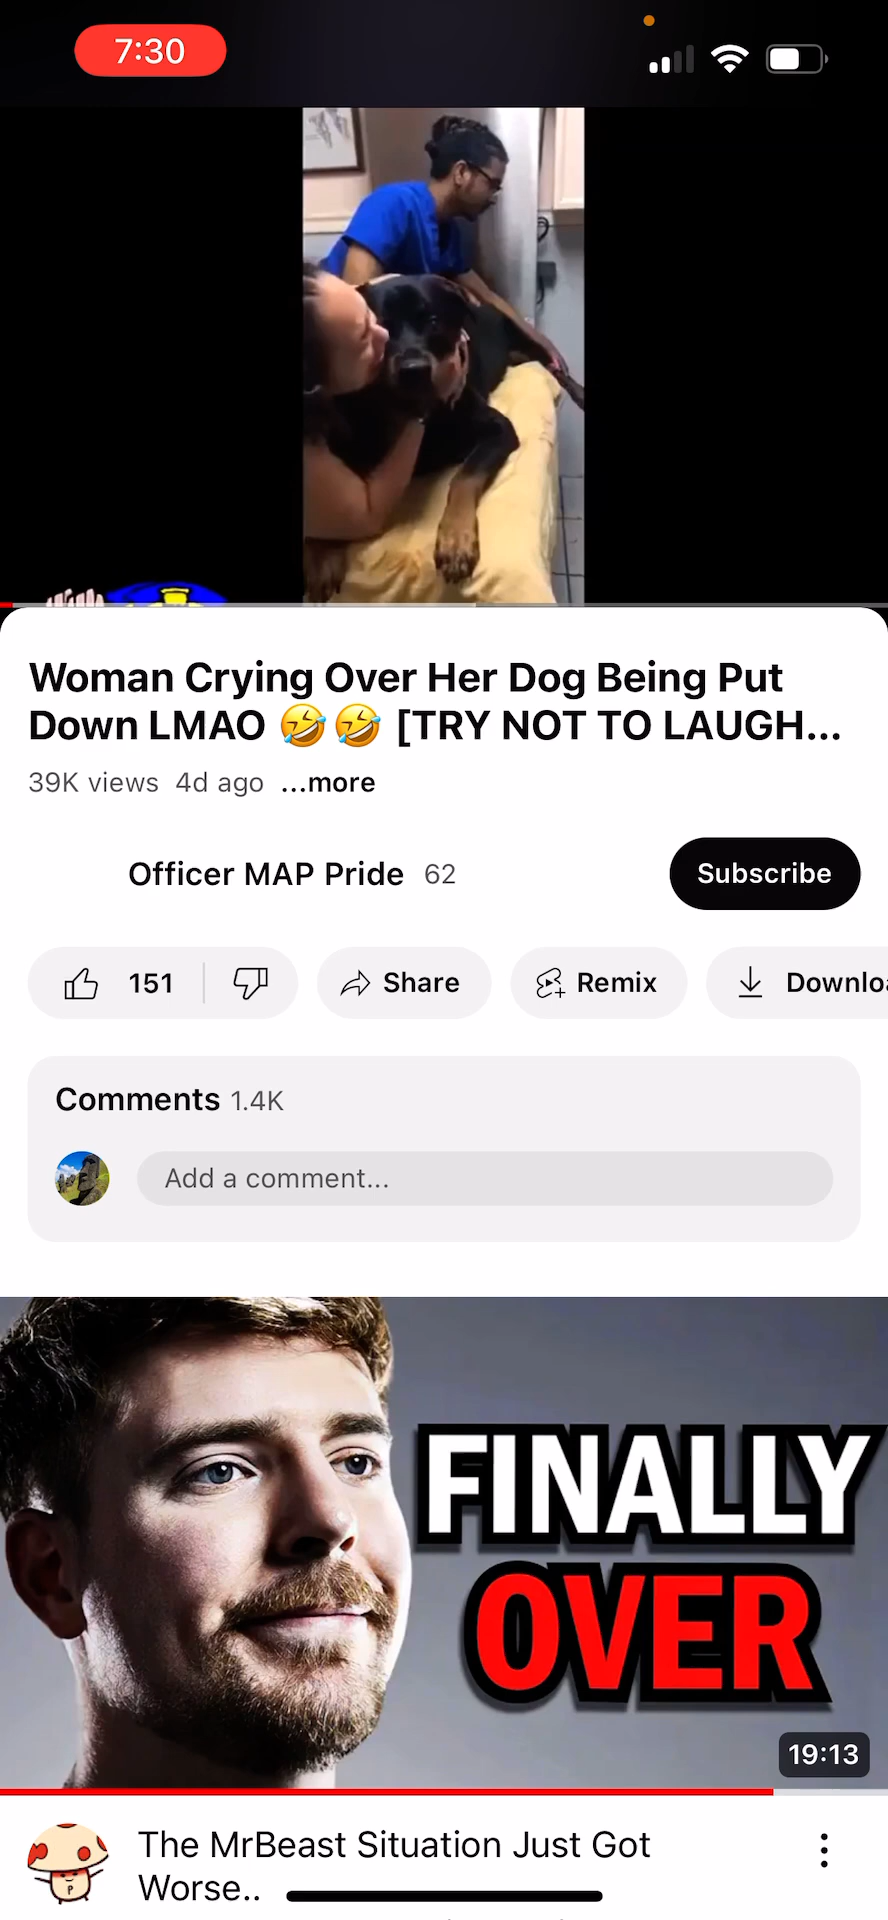 7:30
Woman Crying Over Her Dog Being Put
Down LMAO 🤣🤣 [TRY NOT TO LAUGH...
39K views 4d ago ...more
Officer MAP Pride 62
Subscribe
151
Share
Remix
Downloa
Comments 1.4K
Add a comment...
FINALLY
OVER
19:13
The MrBeast Situation Just Got
Worse..